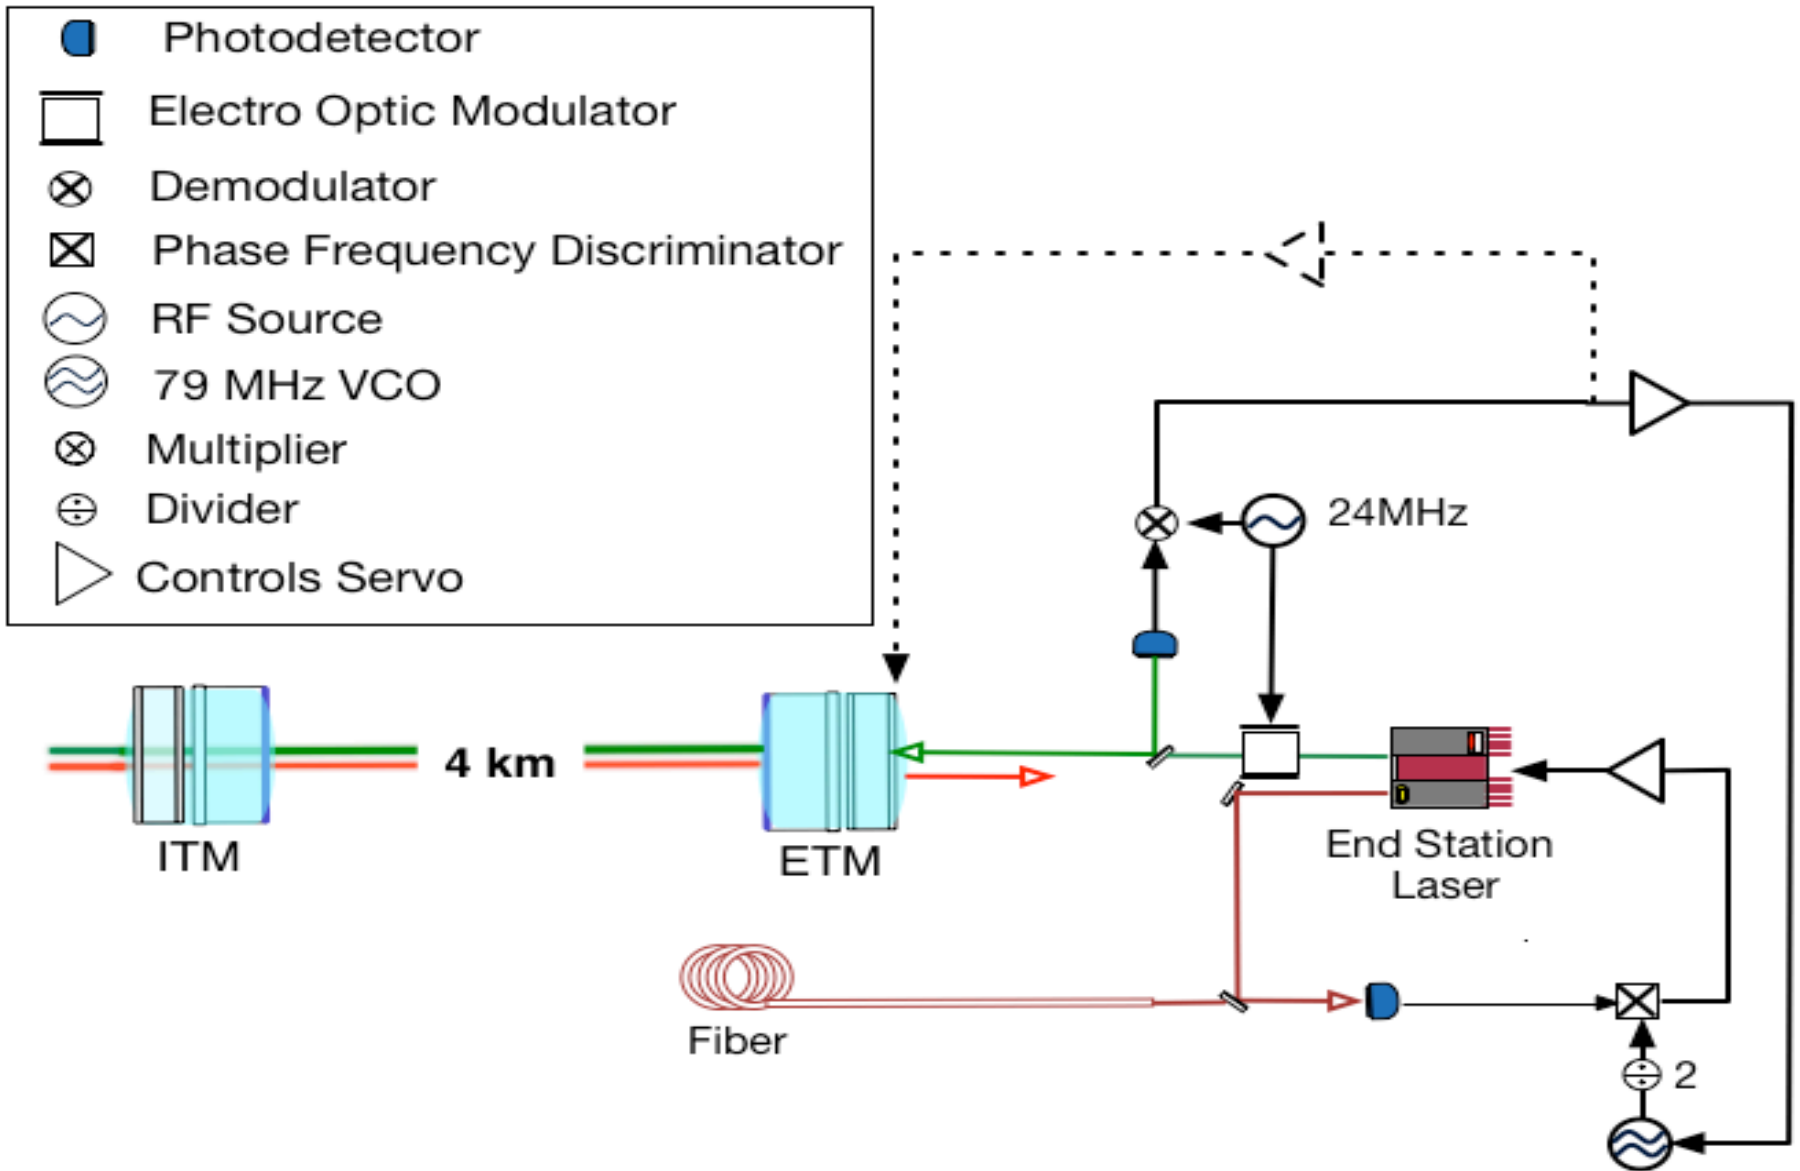 Photodetector
Electro Optic Modulator
Demodulator
Phase Frequency Discriminator
RF Source
79 MHz VCO
Multiplier
Divider
Controls Servo
24MHz
4 km
ITM
ETM
End Station
Laser
Fiber
2